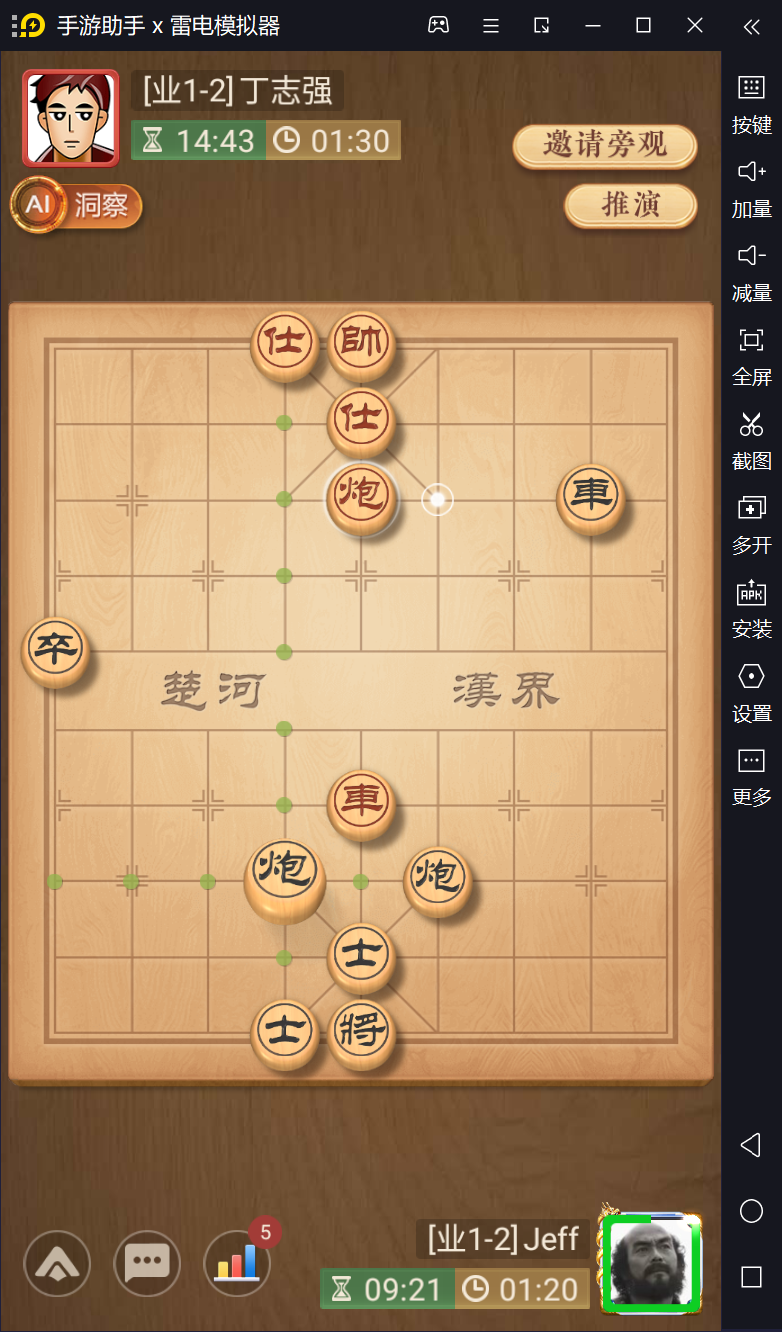 手游助手 x 雷电模拟器
[业1-2]丁志强
14:43 01:30
邀请旁观
AI 洞察
推演
按键
加量
减量
全屏
截图
多开
APK
安装
设置
更多
仕 帥
仕
炮 車
卒
楚河 漢界
車
炮 炮
士
士 將
5
[业1-2]Jeff
09:21 01:20